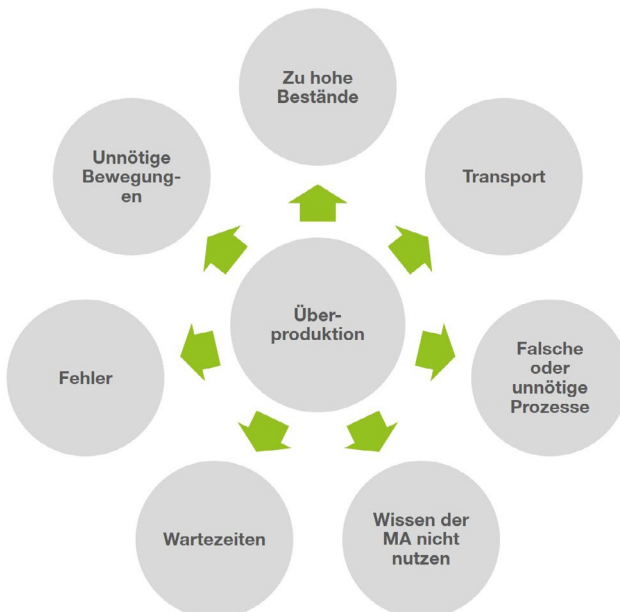 Zu hohe
Bestände
Transport
Falsche
oder
unnötige
Prozesse
Wissen der
MA nicht
nutzen
Wartezeiten
Fehler
Unnötige
Bewegung-
en
Über-
produktion